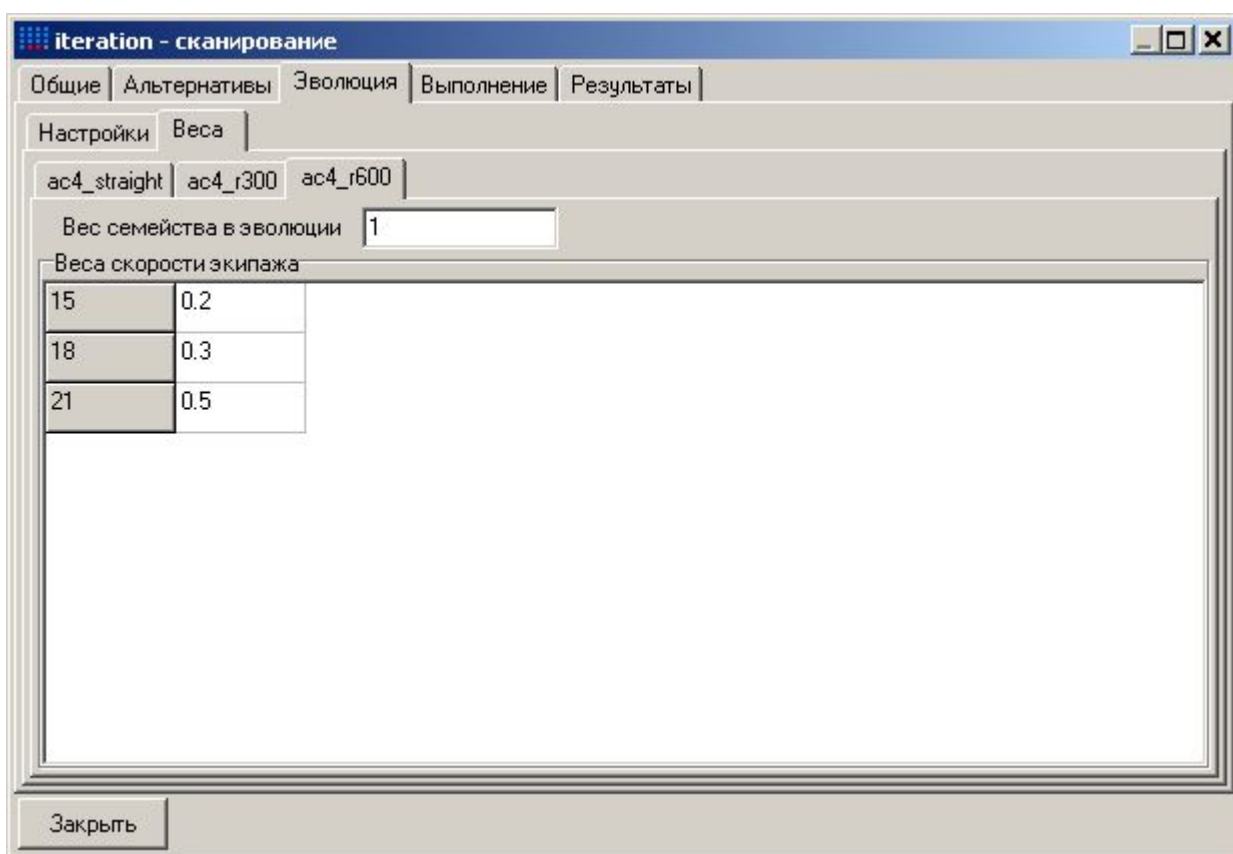 iteration - сканирование
Общие Альтернативы Эволюция Выполнение Результаты
Настройки Веса
ac4_straight ac4_r300 ac4_r600
Вес семейства в эволюции 1
Веса скорости экипажа
15 0.2
18 0.3
21 0.5
Закрыть